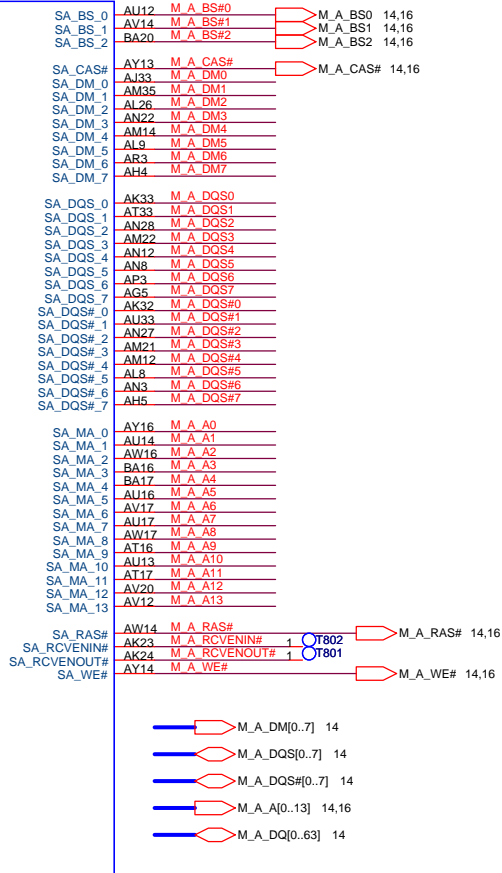 SA_BS_0 AU12 M_A_BS#0 M_A_BS0 14,16
SA_BS_1 AV14 M_A_BS#1 M_A_BS1 14,16
SA_BS_2 BA20 M_A_BS#2 M_A_BS2 14,16
SA_CAS# AY13 M_A_CAS# M_A_CAS# 14,16
SA_DM_0 AJ33 M_A_DM0
SA_DM_1 AM35 M_A_DM1
SA_DM_2 AL26 M_A_DM2
SA_DM_3 AN22 M_A_DM3
SA_DM_4 AM14 M_A_DM4
SA_DM_5 AL9 M_A_DM5
SA_DM_6 AR3 M_A_DM6
SA_DM_7 AH4 M_A_DM7
SA_DQS_0 AK33 M_A_DQS0
SA_DQS_1 AT33 M_A_DQS1
SA_DQS_2 AN28 M_A_DQS2
SA_DQS_3 AM22 M_A_DQS3
SA_DQS_4 AN12 M_A_DQS4
SA_DQS_5 AN8 M_A_DQS5
SA_DQS_6 AP3 M_A_DQS6
SA_DQS_7 AG5 M_A_DQS7
SA_DQS#_0 AK32 M_A_DQS#0
SA_DQS#_1 AU33 M_A_DQS#1
SA_DQS#_2 AN27 M_A_DQS#2
SA_DQS#_3 AM21 M_A_DQS#3
SA_DQS#_4 AM12 M_A_DQS#4
SA_DQS#_5 AL8 M_A_DQS#5
SA_DQS#_6 AN3 M_A_DQS#6
SA_DQS#_7 AH5 M_A_DQS#7
SA_MA_0 AY16 M_A_A0
SA_MA_1 AU14 M_A_A1
SA_MA_2 AW16 M_A_A2
SA_MA_3 BA16 M_A_A3
SA_MA_4 BA17 M_A_A4
SA_MA_5 AU16 M_A_A5
SA_MA_6 AV17 M_A_A6
SA_MA_7 AU17 M_A_A7
SA_MA_8 AW17 M_A_A8
SA_MA_9 AT16 M_A_A9
SA_MA_10 AU13 M_A_A10
SA_MA_11 AT17 M_A_A11
SA_MA_12 AV20 M_A_A12
SA_MA_13 AV12 M_A_A13
SA_RAS# AW14 M_A_RAS# M_A_RAS# 14,16
SA_RCVENIN# AK23 M_A_RCVENIN# 1 T802
SA_RCVENOUT# AK24 M_A_RCVENOUT# 1 T801
SA_WE# AY14 M_A_WE# M_A_WE# 14,16
M_A_DM[0..7] 14
M_A_DQS[0..7] 14
M_A_DQS#[0..7] 14
M_A_A[0..13] 14,16
M_A_DQ[0..63] 14